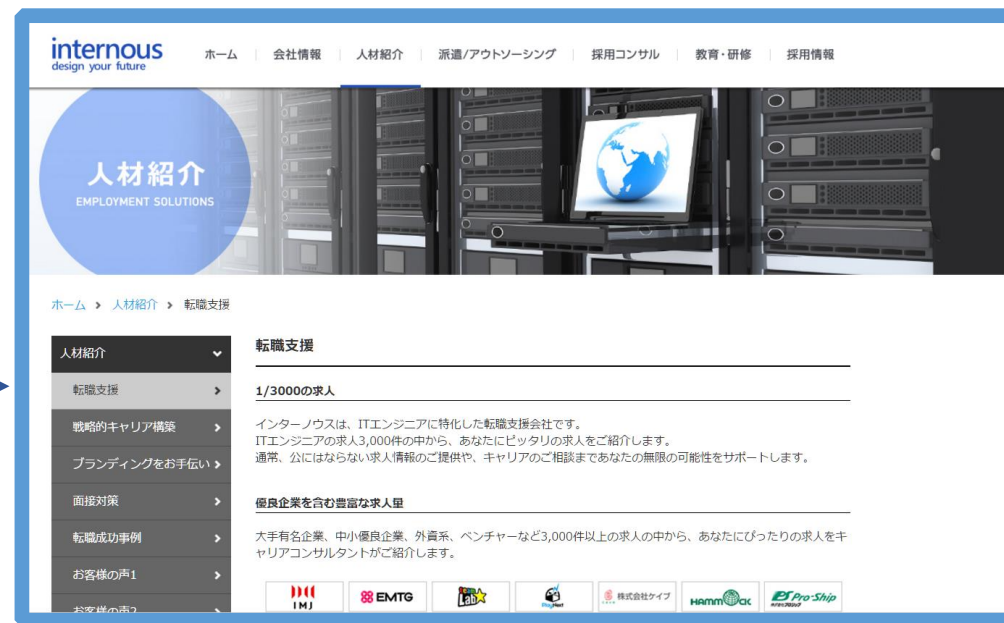 internous
design your future
ホーム
会社情報
人材紹介
派遣/アウトソーシング
採用コンサル
教育・研修
採用情報
人材紹介
EMPLOYMENT SOLUTIONS
ホーム > 人材紹介 > 転職支援
人材紹介
転職支援
戦略的キャリア構築
ブランディングをお手伝い
面接対策
転職成功事例
お客様の声1
お客様の声2
転職支援
1/3000の求人
インターノウスは、ITエンジニアに特化した転職支援会社です。
ITエンジニアの求人3,000件の中から、あなたにピッタリの求人をご紹介します。
通常、公にはならない求人情報のご提供や、キャリアのご相談まであなたの無限の可能性をサポートします。
優良企業を含む豊富な求人量
大手有名企業、中小優良企業、外資系、ベンチャーなど3,000件以上の求人の中から、あなたにぴったりの求人をキ
ャリアコンサルタントがご紹介します。
IMJ
EMTG
Lab
PlayNext
株式会社ケイブ
HAMMOCK
Pro-Ship